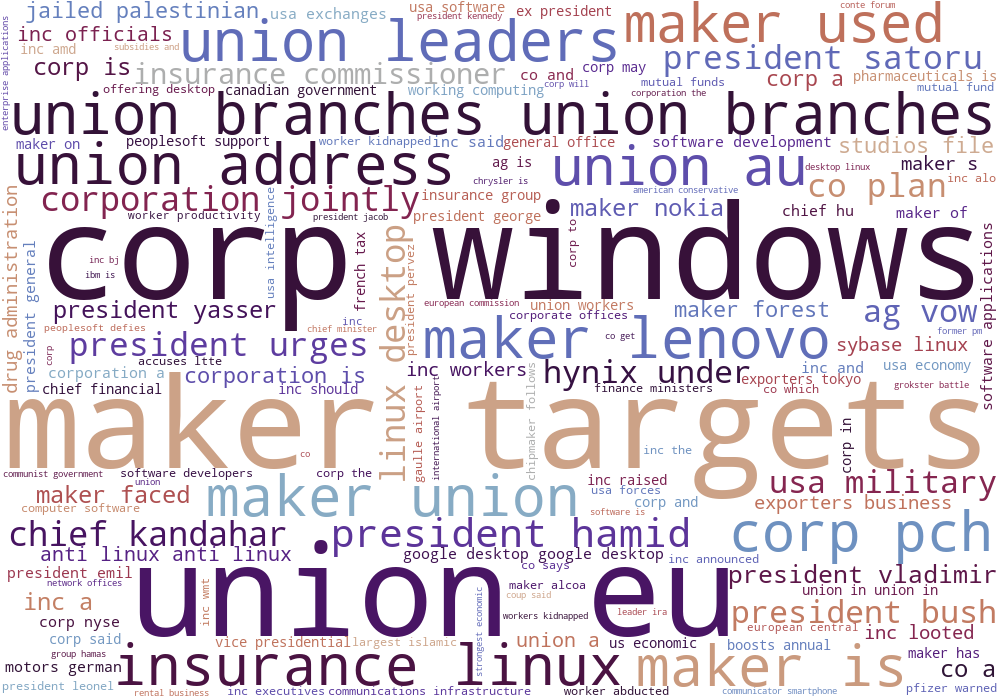 jailed palestinian
usa exchanges
usa software
president kennedy
ex president
maker used
conte forum
enterprise applications
inc officials
union leaders
inc amd
subsidies and
president satoru
corp is
insurance commissioner
co and
corp may
corp will
mutual funds
corp a
pharmaceuticals is
mutual fund
offering desktop
canadian government
working computing
corporation the
union branches union branches
maker on
peoplesoft support
worker kidnapped
inc said
general office
software development
studios file
union address
ag is
union au
desktop linux
maker s
chrysler is
co plan
inc alo
corporation jointly
insurance group
american conservative
worker productivity
president jacob
president george
maker nokia
chief hu
maker of
drug administration
president general
corp windows
usa intelligence
french tax
linux desktop
president pervez
corp to
software applications
inc bj
ibm is
european commission
union workers
president yasser
corporate offices
maker forest
ag vow
inc
peoplesoft defies
chief minister
maker lenovo
former pm
co get
president urges
sybase linux
corp
accuses ltte
corporation a
corporation is
inc workers
hynix under
inc and
usa economy
exporters tokyo
chief financial
inc should
finance ministers
co which
grokster battle
maker targets
gaulle airport
international airport
chipmaker follows
corp in
co
inc the
communist government
software developers
corp the
union
inc raised
usa military
maker faced
maker union
usa forces
corp and
exporters business
computer software
software is
chief kandahar
president hamid
corp pch
anti linux anti linux
google desktop google desktop
inc announced
co says
president emil
union eu
president vladimir
network offices
maker alcoa
union in union in
inc a
inc wmt
coup said
strongest economic
workers kidnapped
leader ira
president bush
corp nyse
european central
inc looted
corp said
vice presidential
largest islamic
union a
us economic
boosts annual
maker has
group hamas
motors german
insurance linux
maker is
co a
president leonel
rental business
inc executives
communications infrastructure
worker abducted
communicator smartphone
pfizer warned